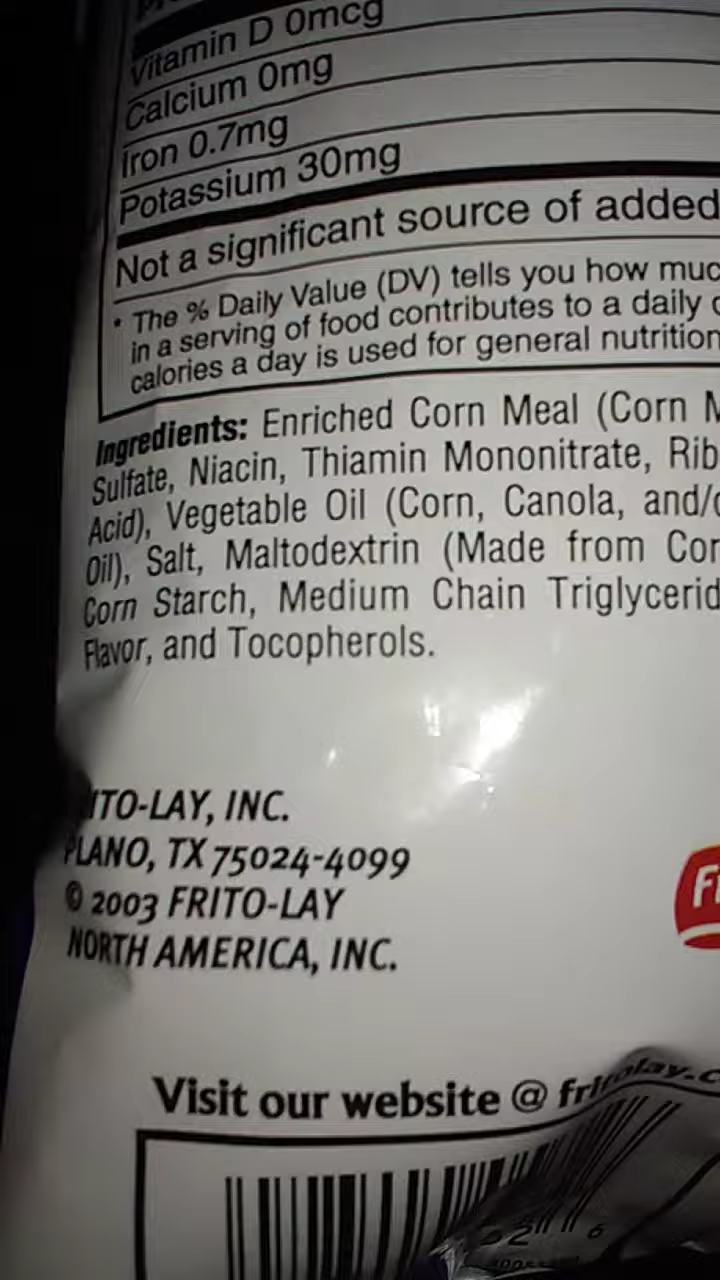 Vitamin D 0mcg
Calcium 0mg
Iron 0.7mg
Potassium 30mg
Not a significant source of added
* The % Daily Value (DV) tells you how muc
in a serving of food contributes to a daily
calories a day is used for general nutrition
Ingredients: Enriched Corn Meal (Corn M
Sulfate, Niacin, Thiamin Mononitrate, Rib
Acid), Vegetable Oil (Corn, Canola, and/o
Oil), Salt, Maltodextrin (Made from Cor
Corn Starch, Medium Chain Triglycerid
Flavor, and Tocopherols.
ITO-LAY, INC.
PLANO, TX 75024-4099
© 2003 FRITO-LAY
NORTH AMERICA, INC.
Fr
Visit our website @ fritolay.c